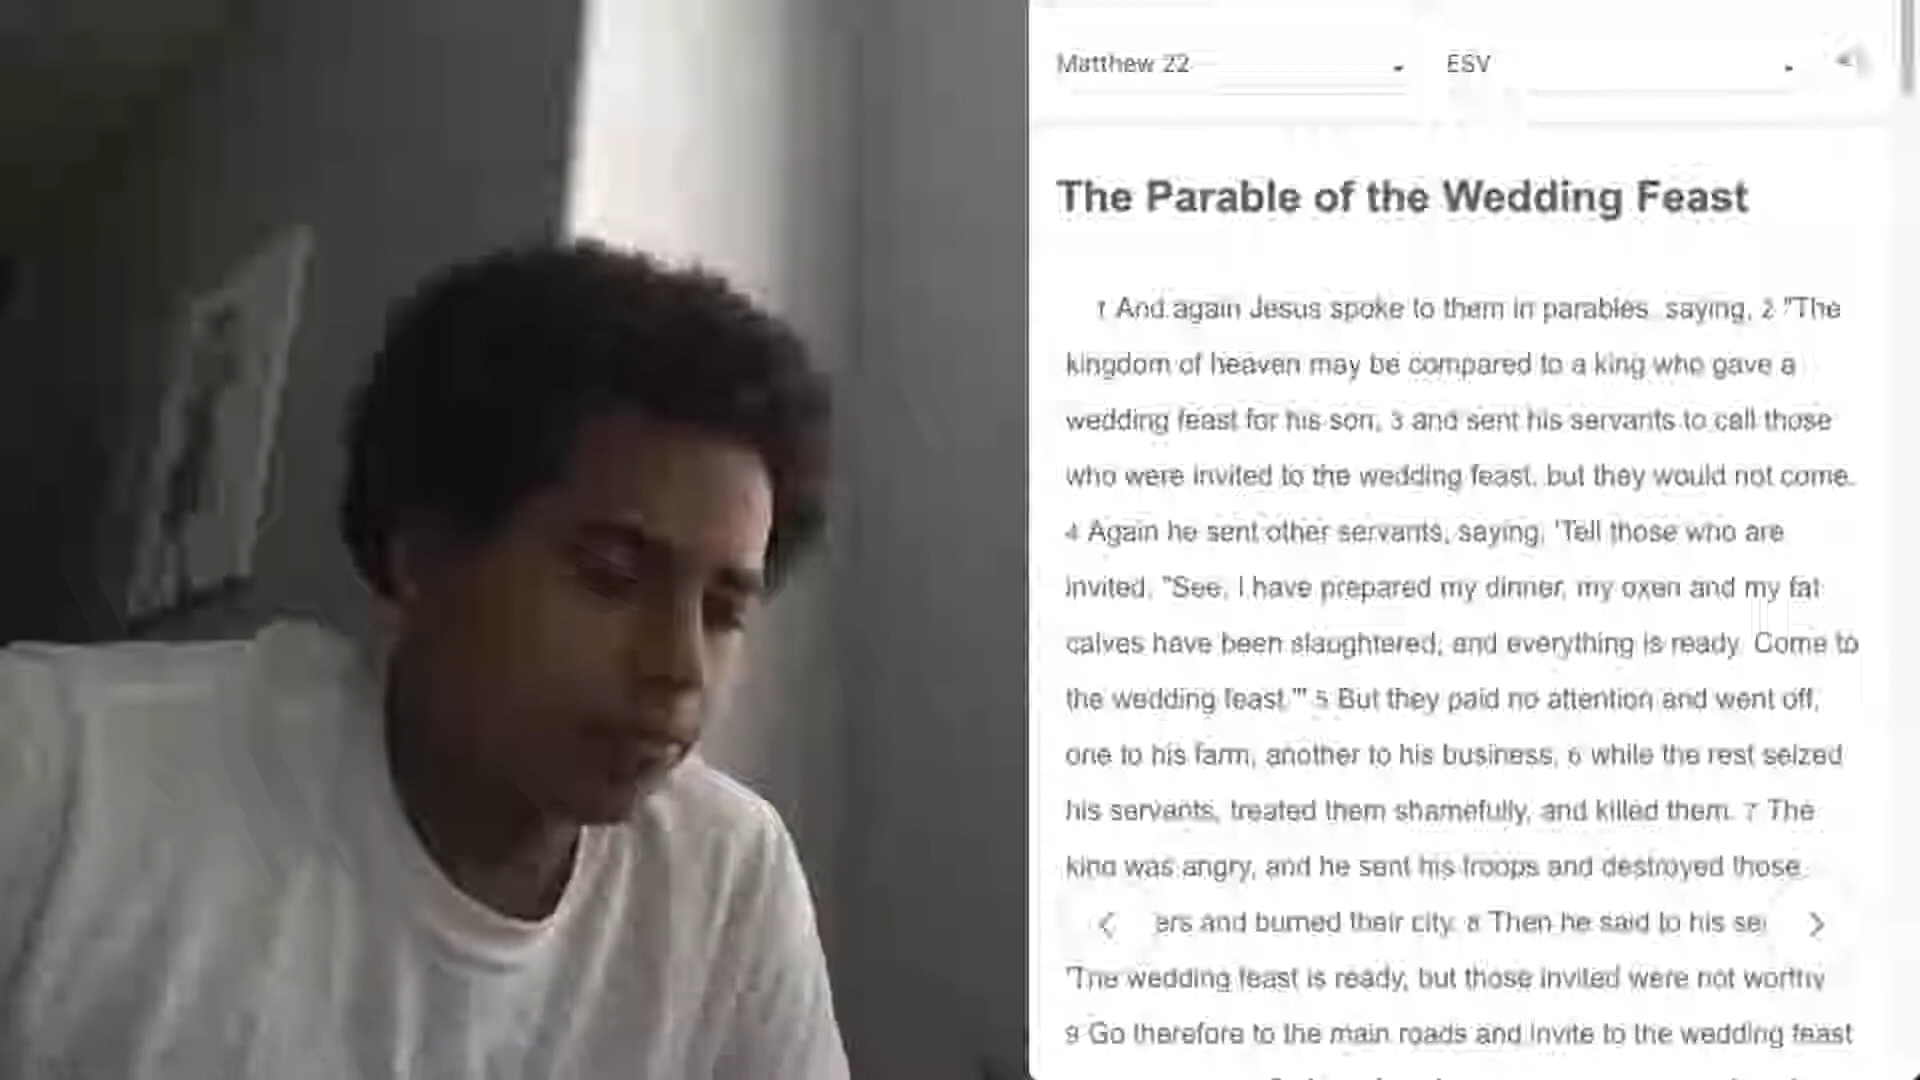 Matthew 22
ESV
The Parable of the Wedding Feast
1 And again Jesus spoke to them in parables, saying, 2 "The
kingdom of heaven may be compared to a king who gave a
wedding feast for his son, 3 and sent his servants to call those
who were invited to the wedding feast, but they would not come.
4 Again he sent other servants, saying, 'Tell those who are
invited, "See, I have prepared my dinner, my oxen and my fat
calves have been slaughtered, and everything is ready. Come to
the wedding feast."' 5 But they paid no attention and went off,
one to his farm, another to his business, 6 while the rest seized
his servants, treated them shamefully, and killed them. 7 The
king was angry, and he sent his troops and destroyed those
ers and burned their city. 8 Then he said to his ser
'The wedding feast is ready, but those invited were not worthy
9 Go therefore to the main roads and invite to the wedding feast